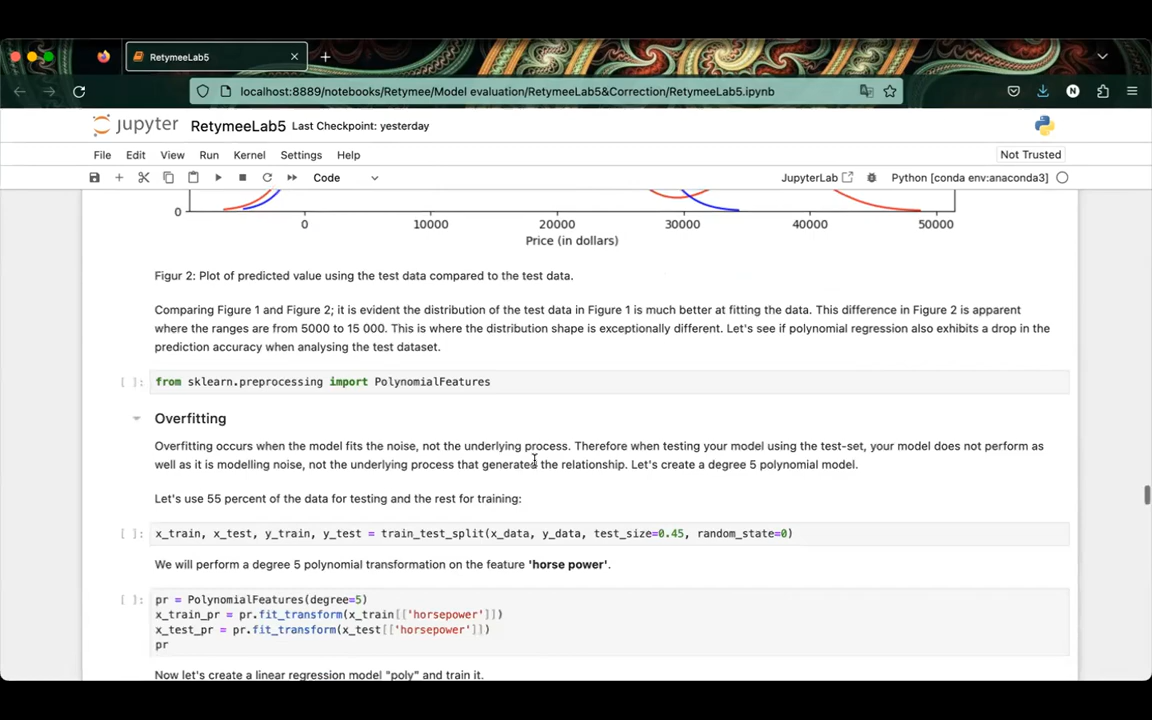 RetymeeLab5
localhost:8889/notebooks/Retymee/Model evaluation/RetymeeLab5&Correction/RetymeeLab5.ipynb
N
jupyter RetymeeLab5 Last Checkpoint: yesterday
File Edit View Run Kernel Settings Help
Not Trusted
Code
JupyterLab
Python [conda env:anaconda3]
0
0 10000 20000 30000 40000 50000
Price (in dollars)
Figur 2: Plot of predicted value using the test data compared to the test data.
Comparing Figure 1 and Figure 2; it is evident the distribution of the test data in Figure 1 is much better at fitting the data. This difference in Figure 2 is apparent
where the ranges are from 5000 to 15 000. This is where the distribution shape is exceptionally different. Let's see if polynomial regression also exhibits a drop in the
prediction accuracy when analysing the test dataset.
[ ]: from sklearn.preprocessing import PolynomialFeatures
Overfitting
Overfitting occurs when the model fits the noise, not the underlying process. Therefore when testing your model using the test-set, your model does not perform as
well as it is modelling noise, not the underlying process that generates the relationship. Let's create a degree 5 polynomial model.
Let's use 55 percent of the data for testing and the rest for training:
[ ]: x_train, x_test, y_train, y_test = train_test_split(x_data, y_data, test_size=0.45, random_state=0)
We will perform a degree 5 polynomial transformation on the feature 'horse power'.
[ ]: pr = PolynomialFeatures(degree=5)
x_train_pr = pr.fit_transform(x_train[['horsepower']])
x_test_pr = pr.fit_transform(x_test[['horsepower']])
pr
Now let's create a linear regression model "poly" and train it.